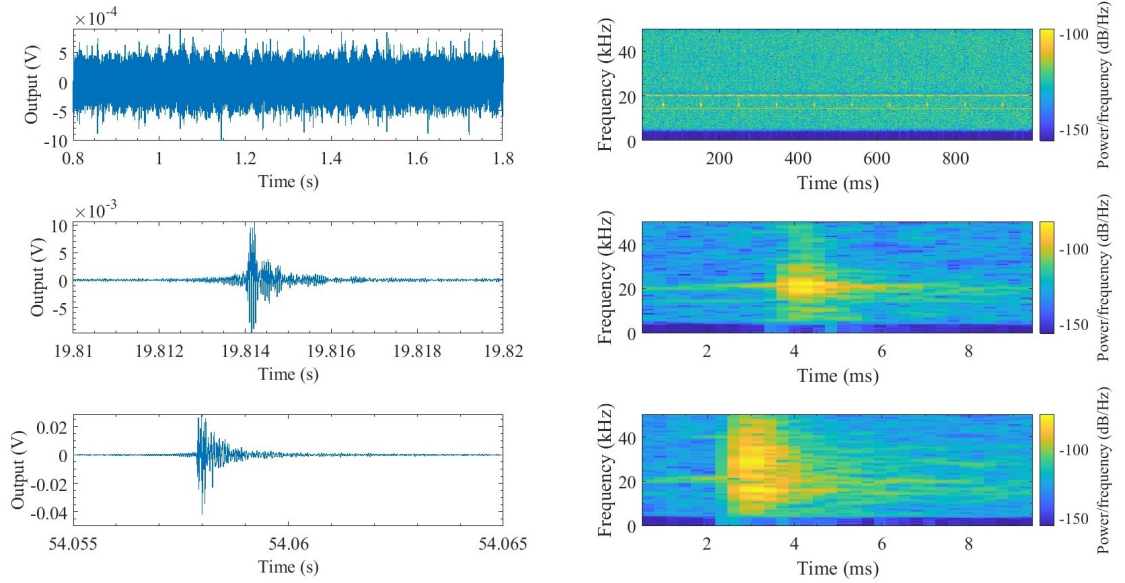 ×10⁻⁴
Output (V)
5
0
-5
-10
0.8 1 1.2 1.4 1.6 1.8
Time (s)
Frequency (kHz)
40
20
0
200 400 600 800
Time (ms)
-100
-150
Power/frequency (dB/Hz)
×10⁻³
Output (V)
10
5
0
-5
19.81 19.812 19.814 19.816 19.818 19.82
Time (s)
Frequency (kHz)
40
20
0
2 4 6 8
Time (ms)
-100
-150
Power/frequency (dB/Hz)
Output (V)
0.02
0
-0.02
-0.04
54.055 54.06 54.065
Time (s)
Frequency (kHz)
40
20
0
2 4 6 8
Time (ms)
-100
-150
Power/frequency (dB/Hz)